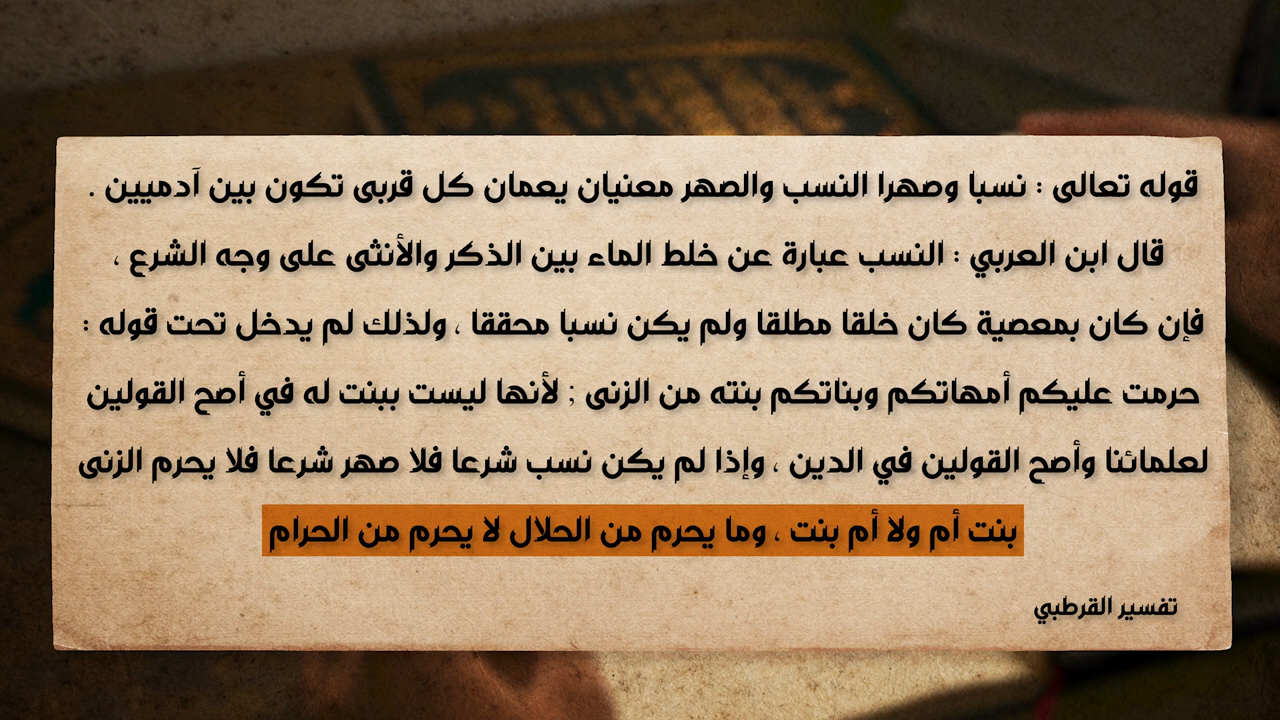 قوله تعالى : نسبا وصهرا النسب والصهر معنيان يعمان كل قربى تكون بين آدميين .
قال ابن العربي : النسب عبارة عن خلط الماء بين الذكر والأنثى على وجه الشرع ،
فإن كان بمعصية كان خلقا مطلقا ولم يكن نسبا محققا ، ولذلك لم يدخل تحت قوله :
حرمت عليكم أمهاتكم وبناتكم بنته من الزنى ; لأنها ليست ببنت له في أصح القولين
لعلمائنا وأصح القولين في الدين ، وإذا لم يكن نسب شرعا فلا صهر شرعا فلا يحرم الزنى
بنت أم ولا أم بنت ، وما يحرم من الحلال لا يحرم من الحرام
تفسير القرطبي